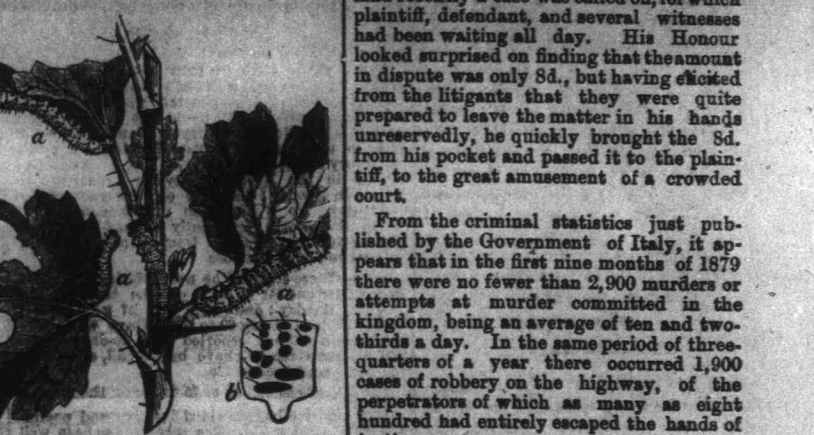 a
a
a
b
plaintiff, defendant, and several witnesses
had been waiting all day. His Honour
looked surprised on finding that the amount
in dispute was only 8d., but having elicited
from the litigants that they were quite
prepared to leave the matter in his hands
unreservedly, he quickly brought the 8d.
from his pocket and passed it to the plain-
tiff, to the great amusement of a crowded
court.
From the criminal statistics just pub-
lished by the Government of Italy, it ap-
pears that in the first nine months of 1879
there were no fewer than 2,900 murders or
attempts at murder committed in the
kingdom, being an average of ten and two-
thirds a day. In the same period of three-
quarters of a year there occurred 1,900
cases of robbery on the highway, of the
perpetrators of which as many as eight
hundred had entirely escaped the hands of